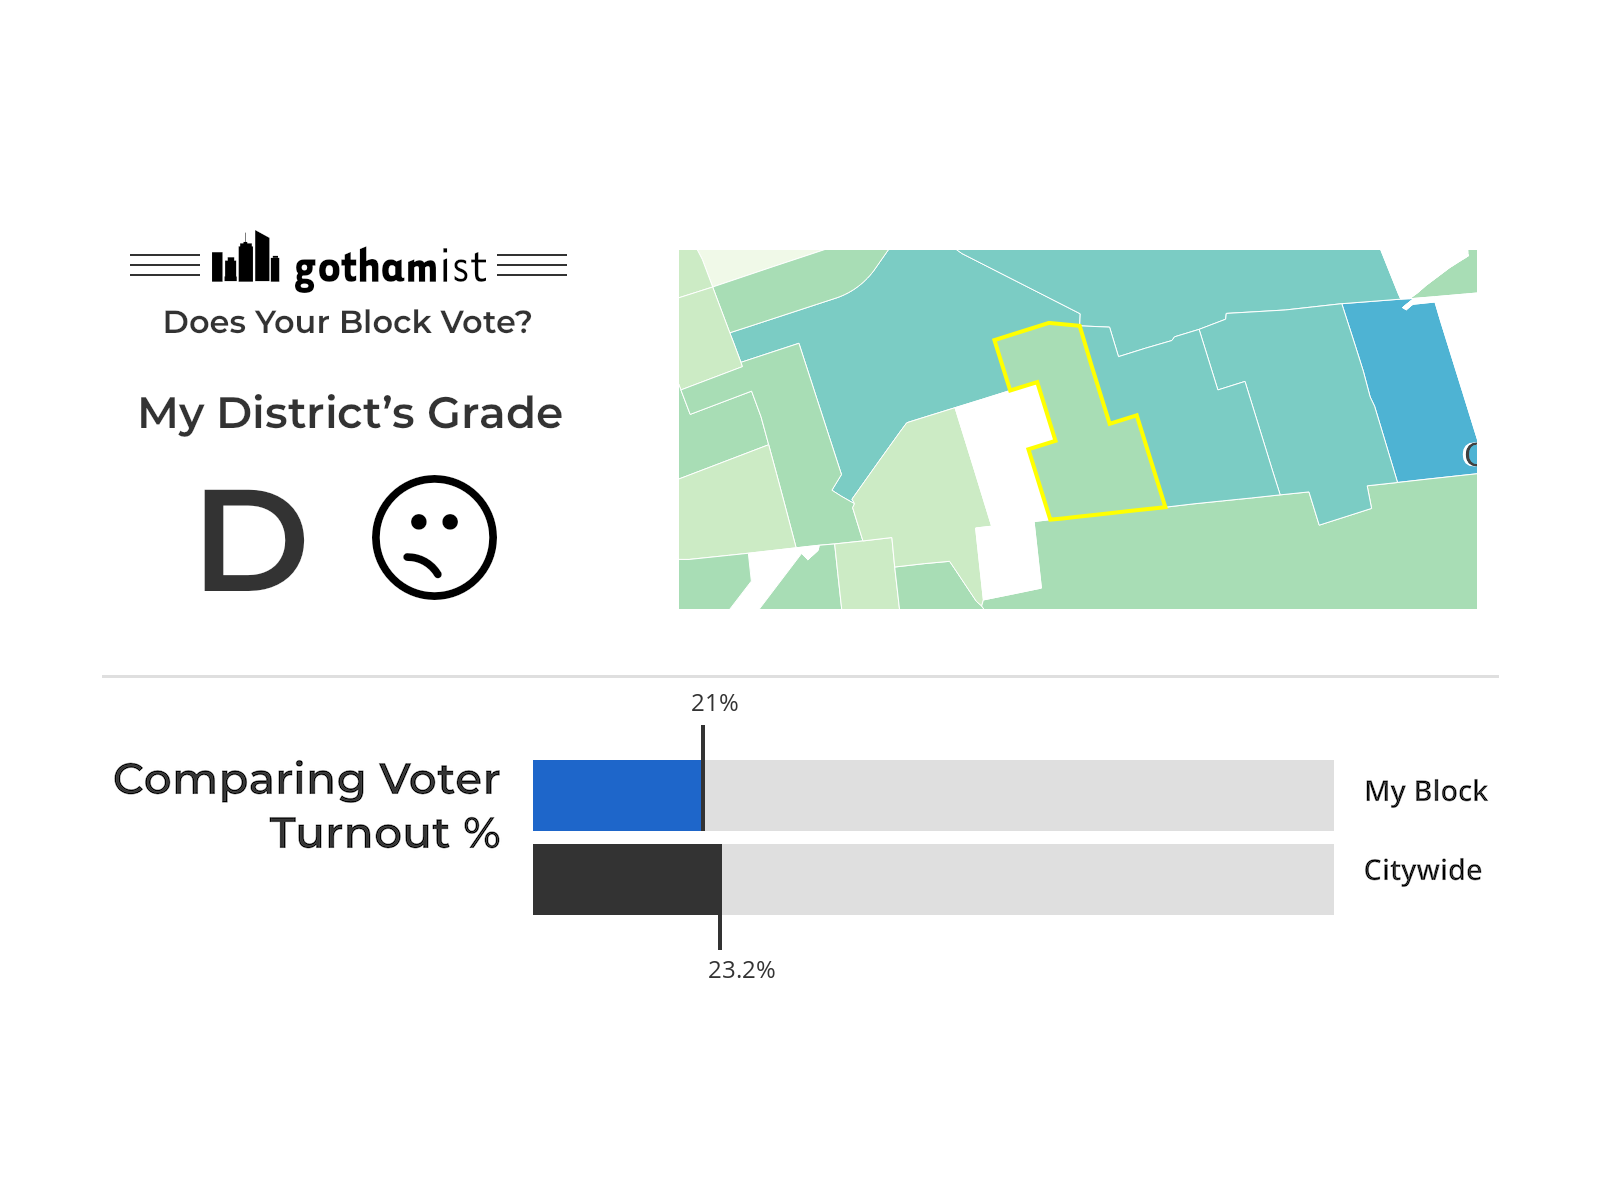 gothamist
Does Your Block Vote?
My District's Grade
D
21%
Comparing Voter
Turnout %
My Block
Citywide
23.2%